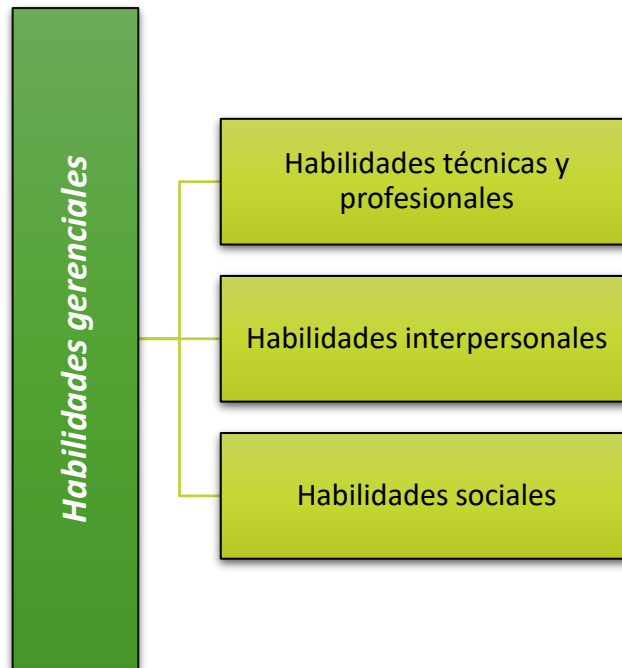 Habilidades gerenciales
Habilidades técnicas y
profesionales
Habilidades interpersonales
Habilidades sociales